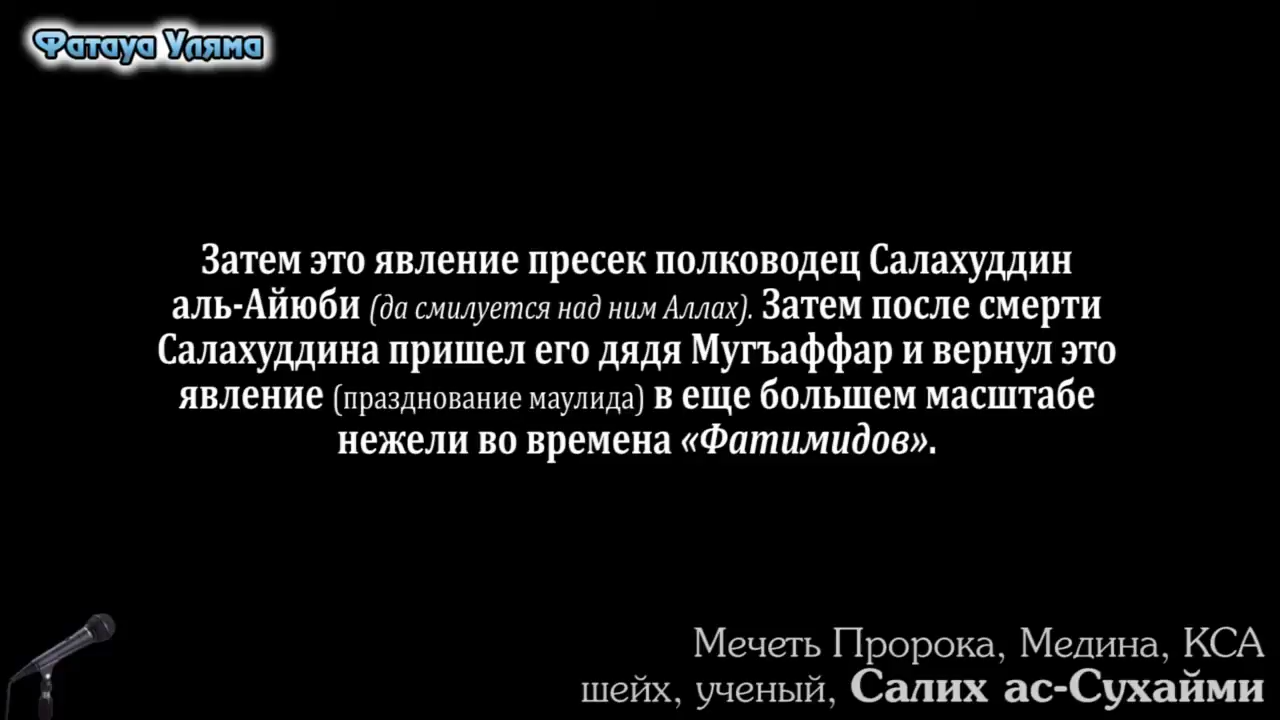 Фатауа Уляма
Затем это явление пресек полководец Салахуддин
аль-Айюби (да смилуется над ним Аллах). Затем после смерти
Салахуддина пришел его дядя Мугъаффар и вернул это
явление (празднование маулида) в еще большем масштабе
нежели во времена «Фатимидов».
Мечеть Пророка, Медина, КСА
шейх, ученый, Салих ас-Сухайми